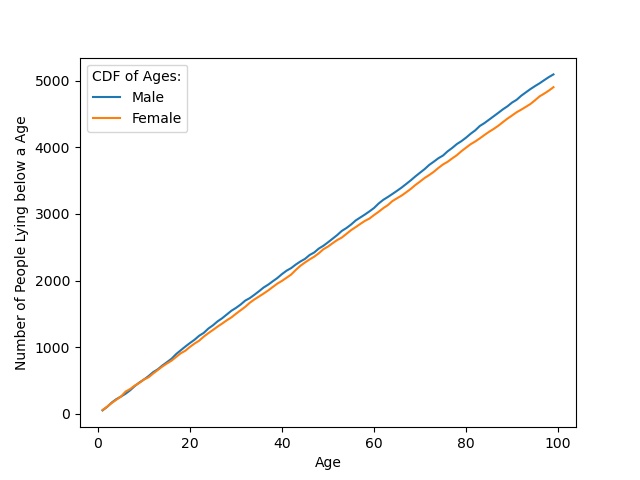 CDF of Ages:
Male
Female
Number of People Lying below a Age
5000
4000
3000
2000
1000
0
0 20 40 60 80 100
Age